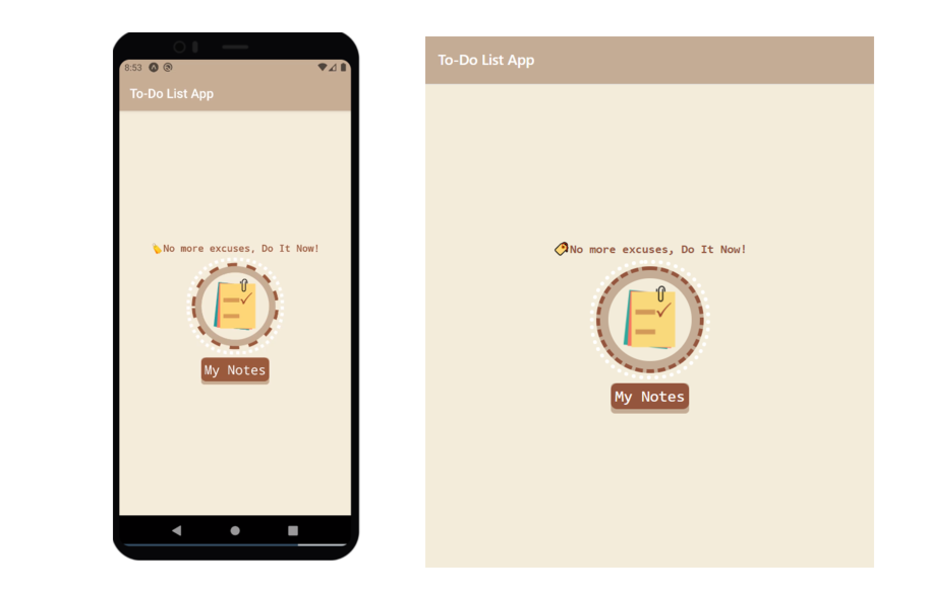 8:53
To-Do List App
No more excuses, Do It Now!
My Notes
To-Do List App
No more excuses, Do It Now!
My Notes